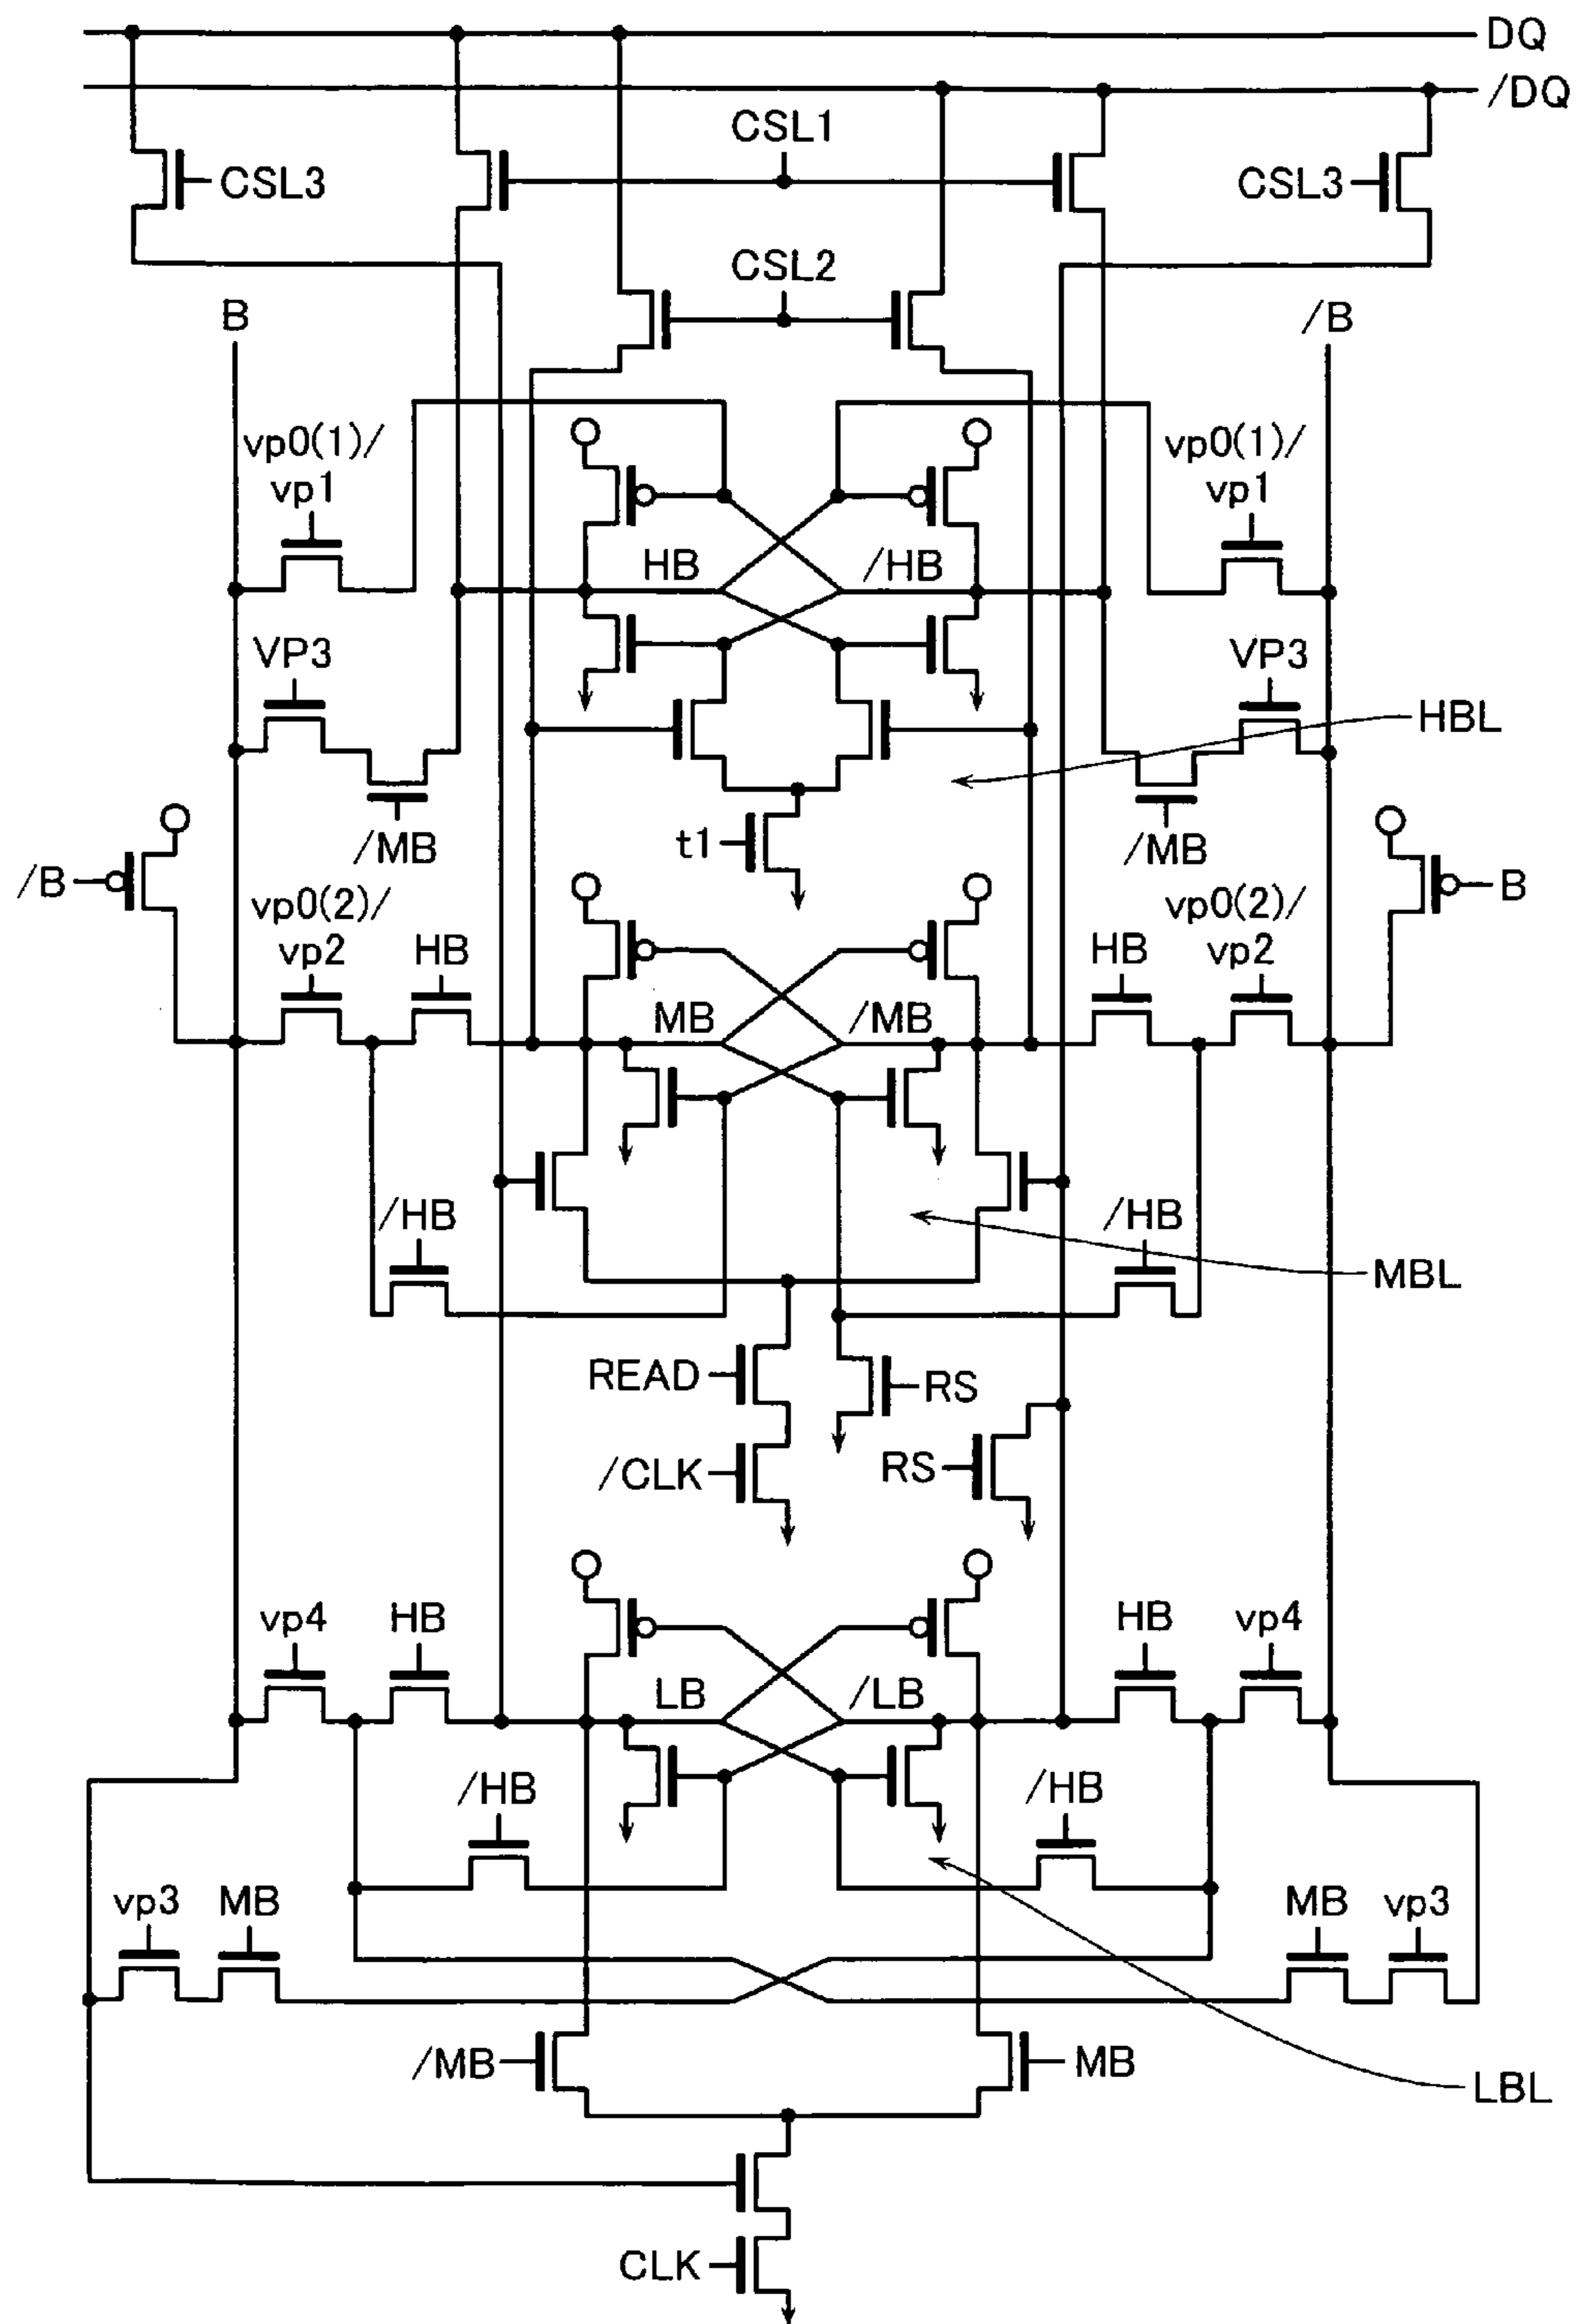 DQ
/DQ
CSL1
CSL3
CSL3
CSL2
B
/B
vp0(1)/
vp1
vp0(1)/
vp1
HB
/HB
VP3
VP3
HBL
/MB
t1
/MB
/B
B
vp0(2)/
vp2
HB
HB
vp0(2)/
vp2
MB
/MB
/HB
/HB
MBL
READ
RS
/CLK
RS
vp4
HB
HB
vp4
LB
/LB
/HB
/HB
vp3
MB
MB
vp3
/MB
MB
LBL
CLK